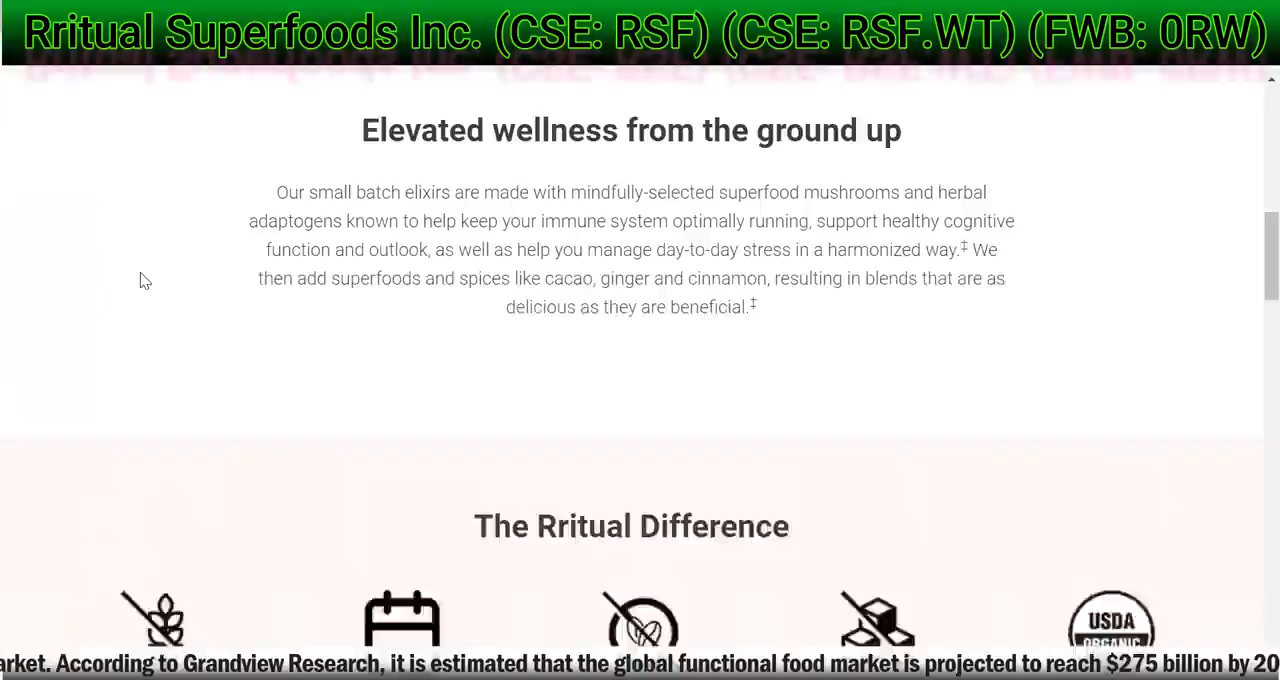 Rritual Superfoods Inc. (CSE: RSF) (CSE: RSF.WT) (FWB: 0RW)
Elevated wellness from the ground up
Our small batch elixirs are made with mindfully-selected superfood mushrooms and herbal
adaptogens known to help keep your immune system optimally running, support healthy cognitive
function and outlook, as well as help you manage day-to-day stress in a harmonized way.‡ We
then add superfoods and spices like cacao, ginger and cinnamon, resulting in blends that are as
delicious as they are beneficial.‡
The Rritual Difference
USDA
ORGANIC
arket. According to Grandview Research, it is estimated that the global functional food market is projected to reach $275 billion by 20